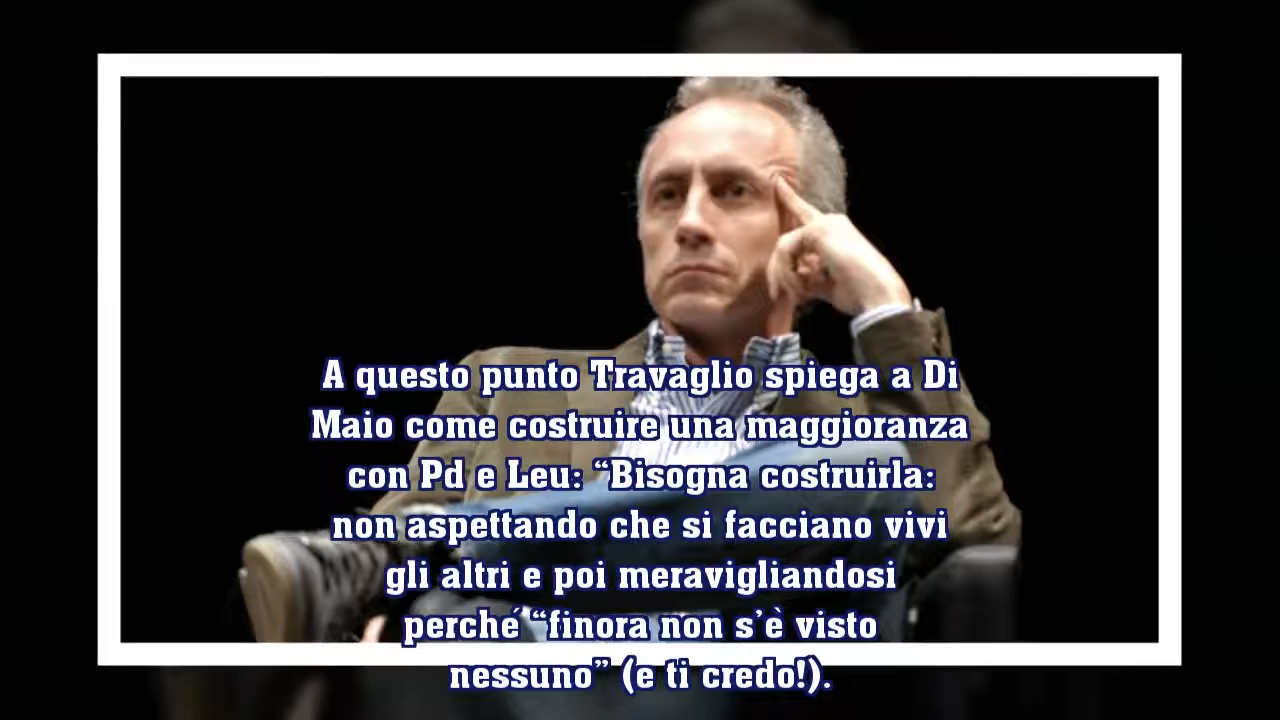 A questo punto Travaglio spiega a Di
Maio come costruire una maggioranza
con Pd e Leu: “Bisogna costruirla:
non aspettando che si facciano vivi
gli altri e poi meravigliandosi
perché “finora non s’è visto
nessuno” (e ti credo!).